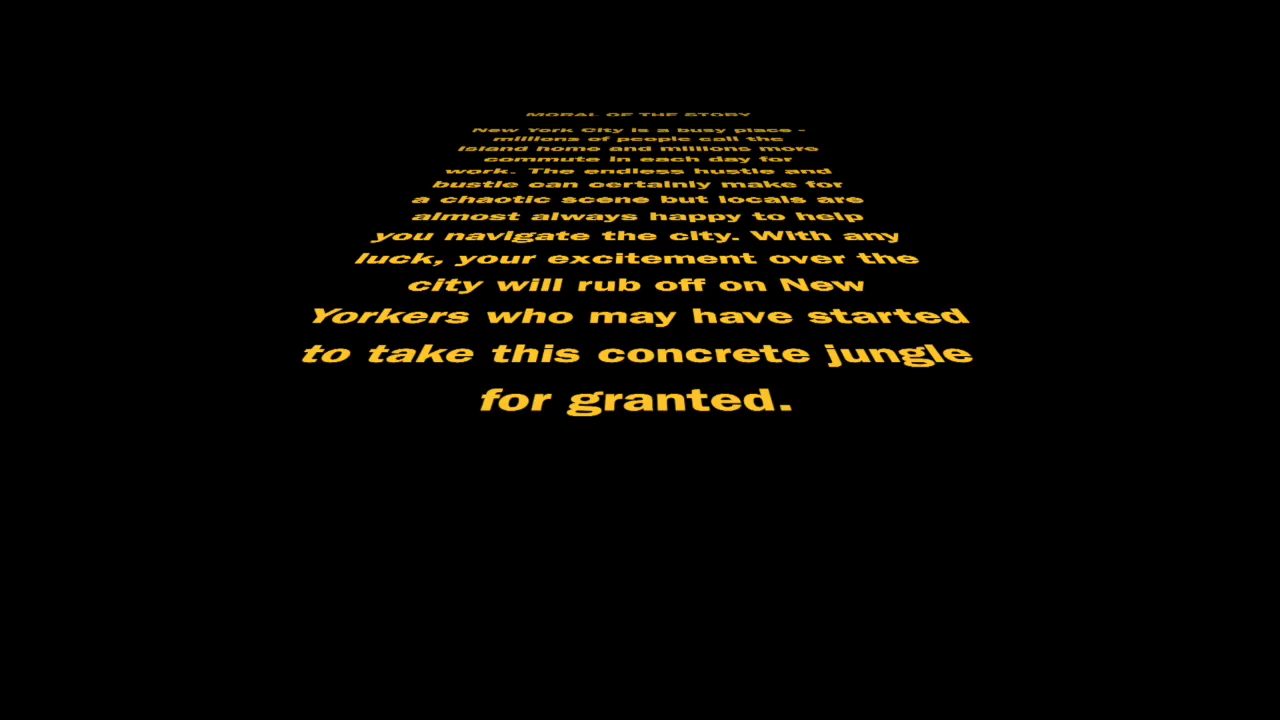 MORAL OF THE STORY
New York City is a busy place -
millions of people call the
island home and millions more
commute in each day for
work. The endless hustle and
bustle can certainly make for
a chaotic scene but locals are
almost always happy to help
you navigate the city. With any
luck, your excitement over the
city will rub off on New
Yorkers who may have started
to take this concrete jungle
for granted.